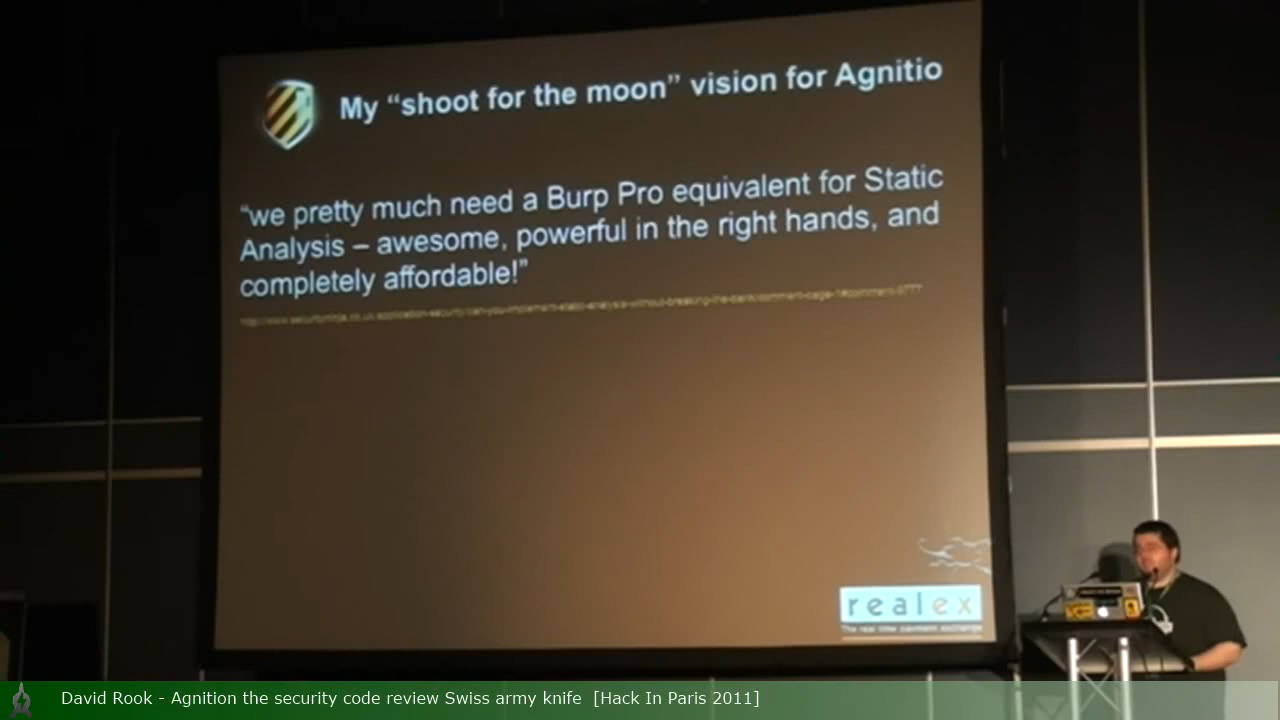 My “shoot for the moon” vision for Agnitio
“we pretty much need a Burp Pro equivalent for Static
Analysis – awesome, powerful in the right hands, and
completely affordable!”
realex
David Rook - Agnition the security code review Swiss army knife [Hack In Paris 2011]